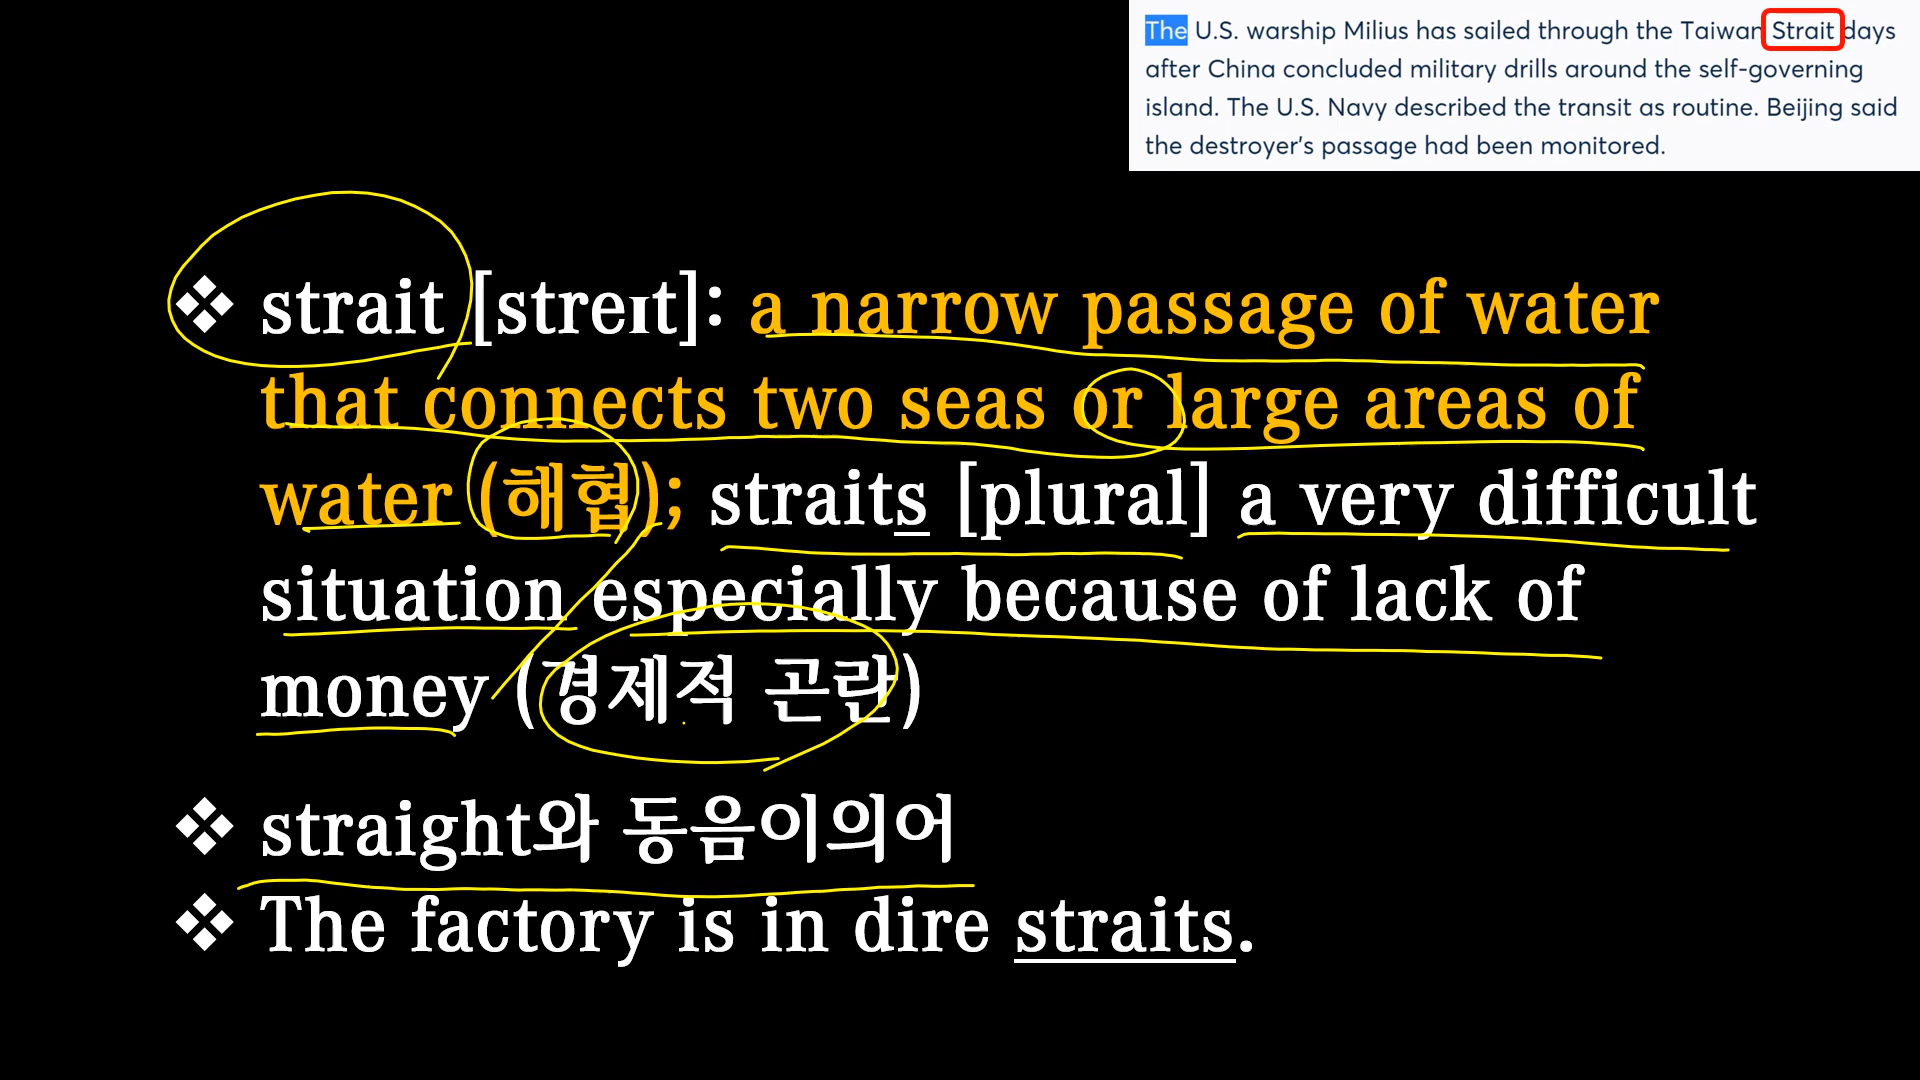 The U.S. warship Milius has sailed through the Taiwan Strait days
after China concluded military drills around the self-governing
island. The U.S. Navy described the transit as routine. Beijing said
the destroyer's passage had been monitored.
❖ strait [streɪt]: a narrow passage of water
that connects two seas or large areas of
water (해협); straits [plural] a very difficult
situation especially because of lack of
money (경제적 곤란)
❖ straight와 동음이의어
❖ The factory is in dire straits.